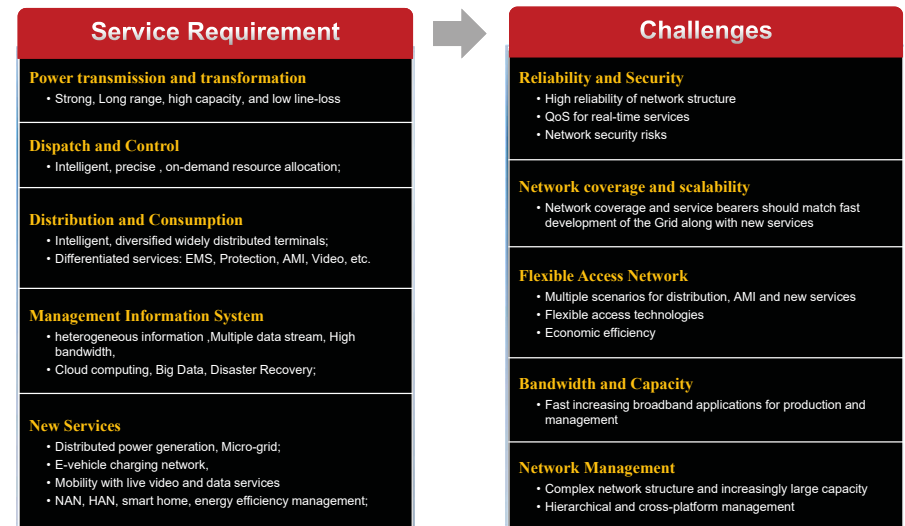 Service Requirement
Power transmission and transformation
• Strong, Long range, high capacity, and low line-loss
Dispatch and Control
• Intelligent, precise , on-demand resource allocation;
Distribution and Consumption
• Intelligent, diversified widely distributed terminals;
• Differentiated services: EMS, Protection, AMI, Video, etc.
Management Information System
• heterogeneous information ,Multiple data stream, High
bandwidth,
• Cloud computing, Big Data, Disaster Recovery;
New Services
• Distributed power generation, Micro-grid;
• E-vehicle charging network,
• Mobility with live video and data services
• NAN, HAN, smart home, energy efficiency management;
Challenges
Reliability and Security
• High reliability of network structure
• QoS for real-time services
• Network security risks
Network coverage and scalability
• Network coverage and service bearers should match fast
development of the Grid along with new services
Flexible Access Network
• Multiple scenarios for distribution, AMI and new services
• Flexible access technologies
• Economic efficiency
Bandwidth and Capacity
• Fast increasing broadband applications for production and
management
Network Management
• Complex network structure and increasingly large capacity
• Hierarchical and cross-platform management